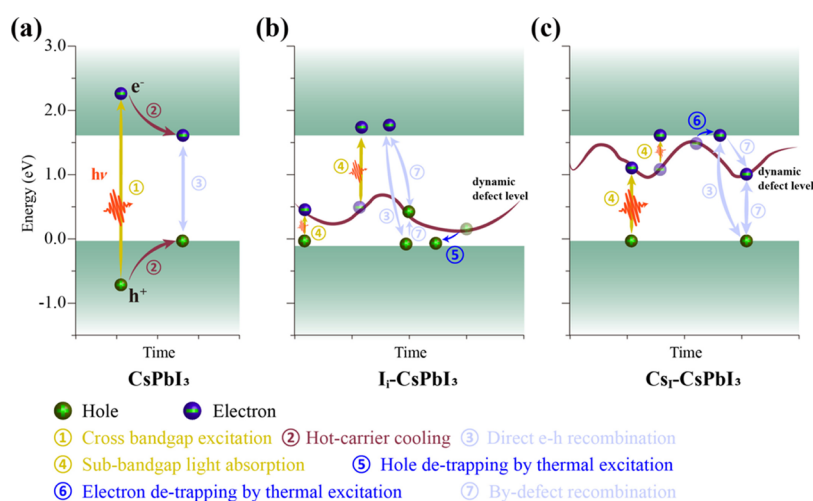 (a)
(b)
(c)
3.0
2.0
1.0
0.0
-1.0
Energy (eV)
e⁻
②
hν
①
③
②
h⁺
④
④
③
⑦
⑦
⑤
dynamic
defect level
④
④
⑥
⑦
③
⑦
dynamic
defect level
Time
Time
Time
CsPbI₃
Iᵢ-CsPbI₃
Csᴵ-CsPbI₃
Hole
Electron
① Cross bandgap excitation ② Hot-carrier cooling ③ Direct e-h recombination
④ Sub-bandgap light absorption ⑤ Hole de-trapping by thermal excitation
⑥ Electron de-trapping by thermal excitation ⑦ By-defect recombination